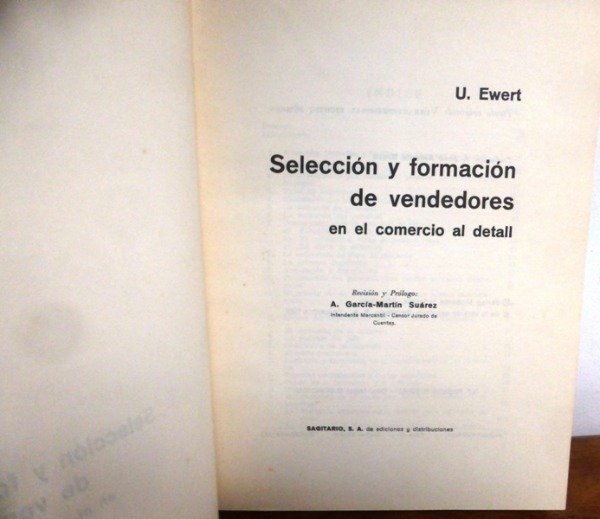 U. Ewert
Selección y formación
de vendedores
en el comercio al detall
Revisión y Prólogo:
A. García-Martín Suárez
Intendente Mercantil - Censor Jurado de
Cuentas.
SAGITARIO, S. A. de ediciones y distribuciones